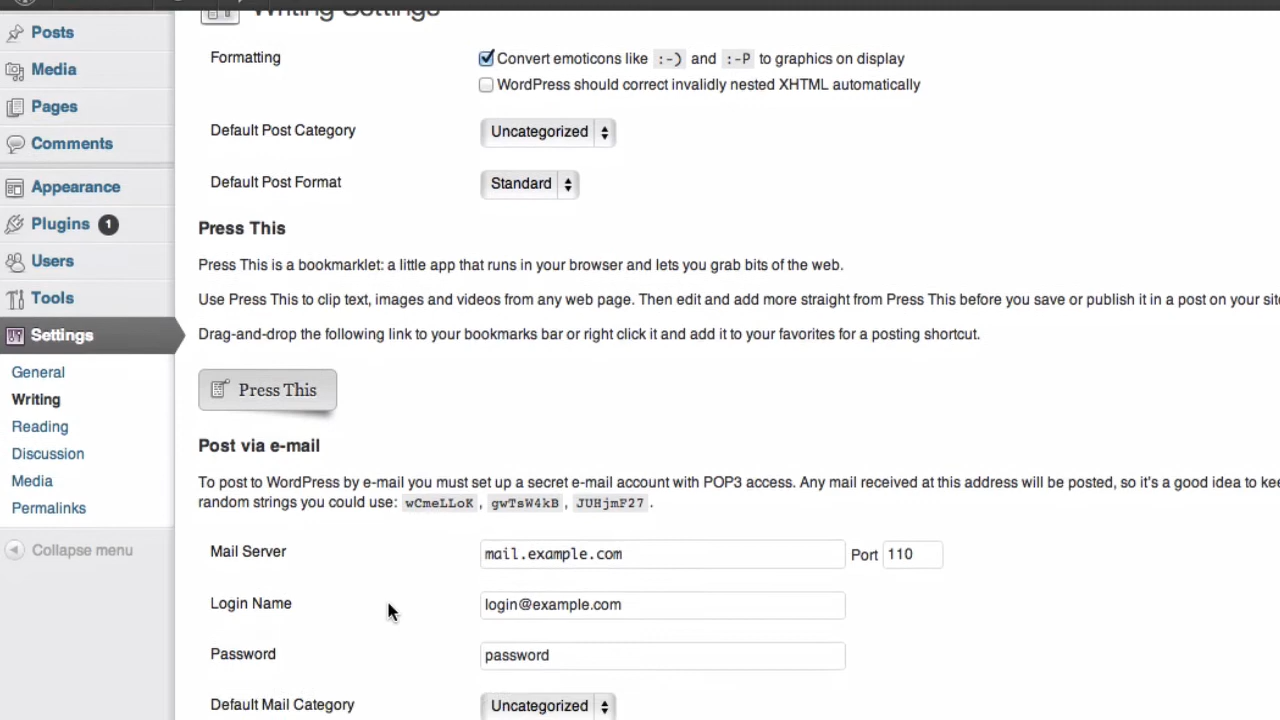 Writing Settings
Posts
Media
Pages
Comments
Appearance
Plugins 1
Users
Tools
Settings
General
Writing
Reading
Discussion
Media
Permalinks
Collapse menu
Formatting
Convert emoticons like :-) and :-P to graphics on display
WordPress should correct invalidly nested XHTML automatically
Default Post Category Uncategorized
Default Post Format Standard
Press This
Press This is a bookmarklet: a little app that runs in your browser and lets you grab bits of the web.
Use Press This to clip text, images and videos from any web page. Then edit and add more straight from Press This before you save or publish it in a post on your
Drag-and-drop the following link to your bookmarks bar or right click it and add it to your favorites for a posting shortcut.
Press This
Post via e-mail
To post to WordPress by e-mail you must set up a secret e-mail account with POP3 access. Any mail received at this address will be posted, so it's a good idea to
random strings you could use: wCmeLLoK, gwTsW4kB, JUHjmF27.
Mail Server mail.example.com Port 110
Login Name login@example.com
Password password
Default Mail Category Uncategorized